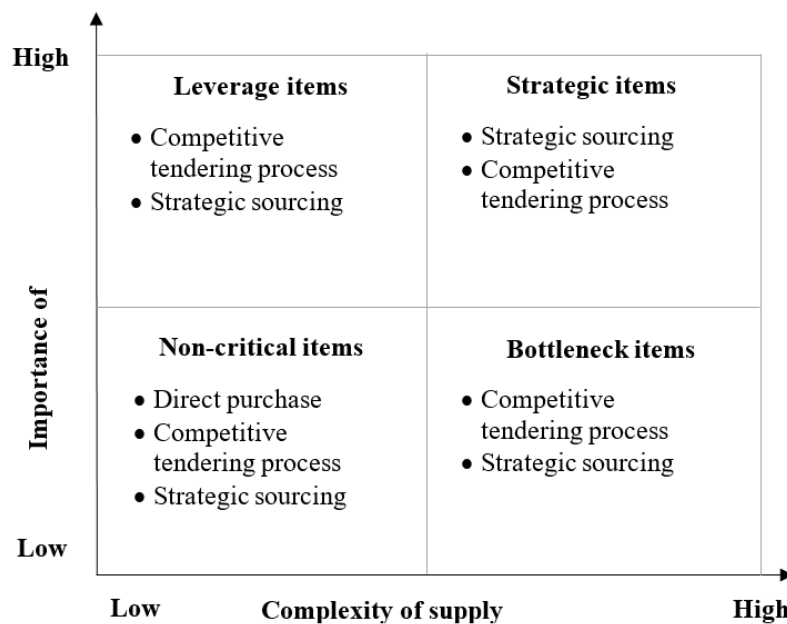 High
Leverage items
• Competitive
tendering process
• Strategic sourcing
Strategic items
• Strategic sourcing
• Competitive
tendering process
Importance of
Non-critical items
• Direct purchase
• Competitive
tendering process
• Strategic sourcing
Bottleneck items
• Competitive
tendering process
• Strategic sourcing
Low
Low
Complexity of supply
High